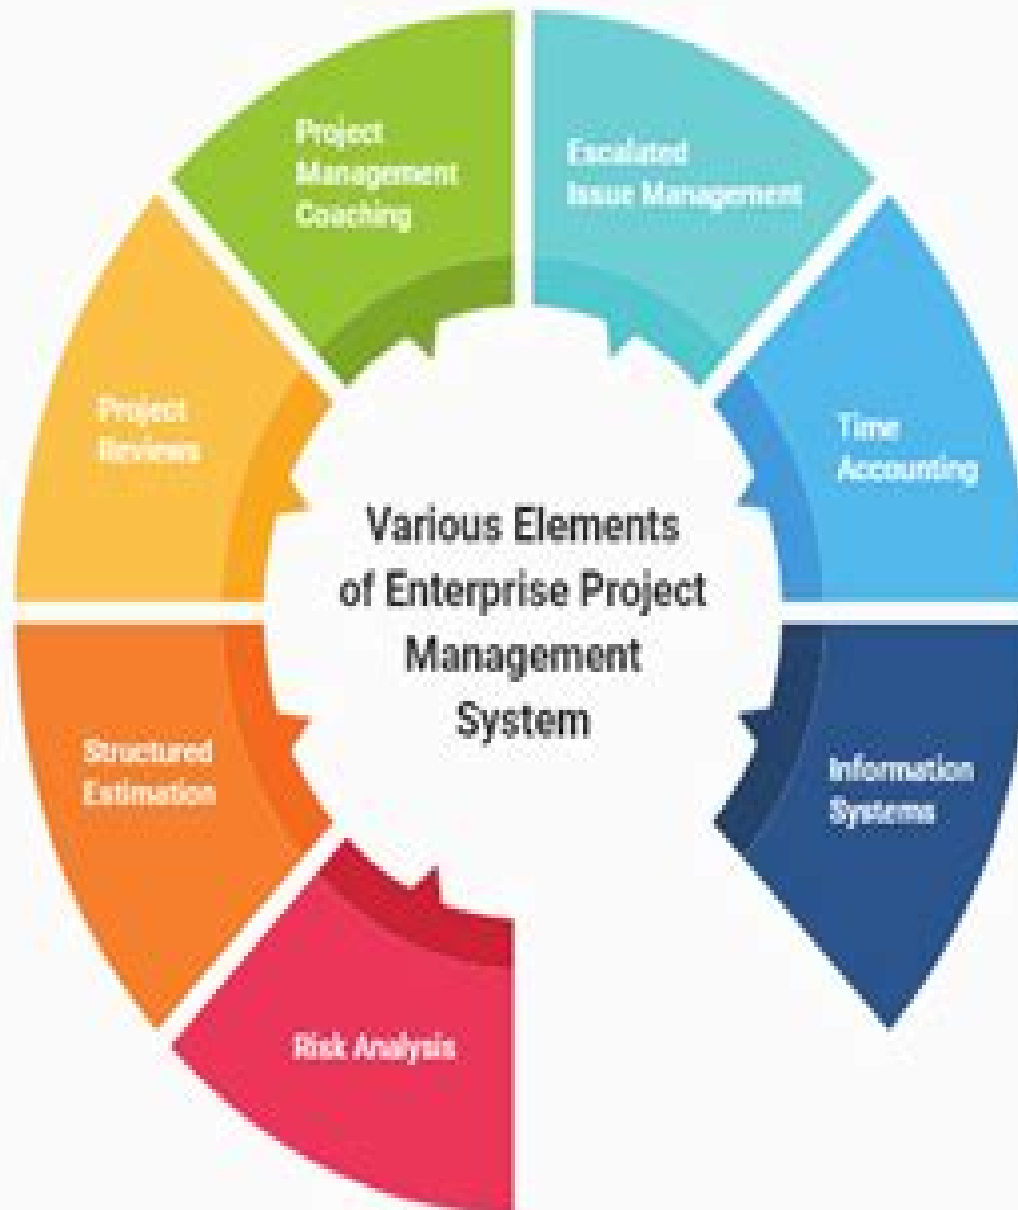 Project
Management
Coaching
Escalated
Issue Management
Project
Reviews
Time
Accounting
Various Elements
of Enterprise Project
Management
System
Structured
Estimation
Information
Systems
Risk Analysis